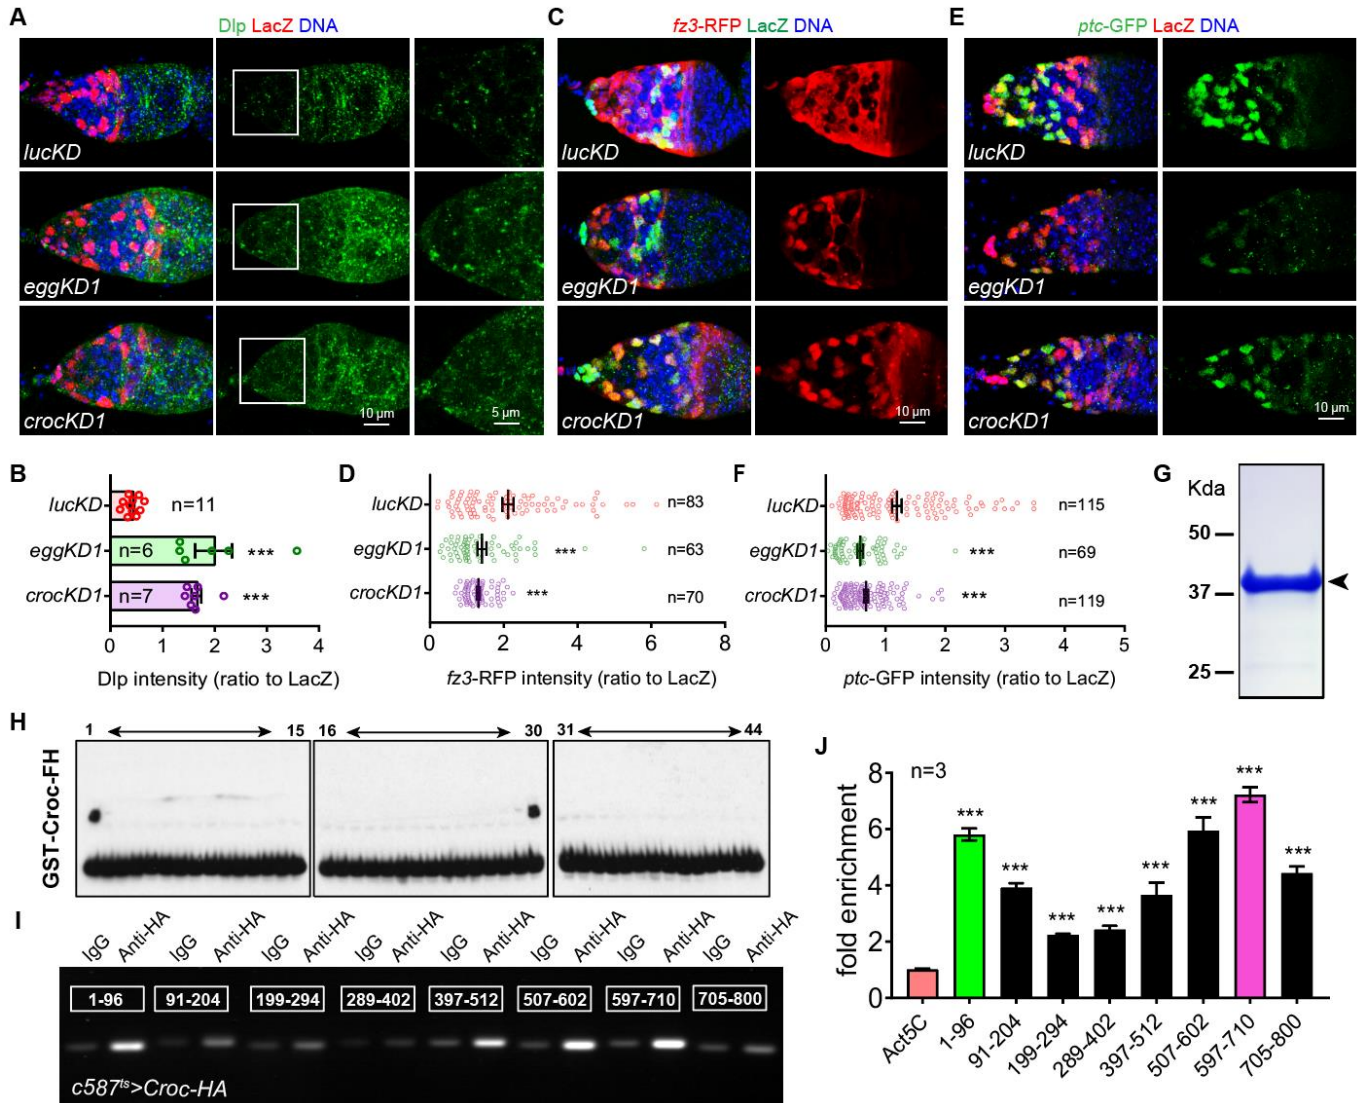 A
Dlp LacZ DNA
lucKD
eggKD1
crocKD1
10 µm
5 µm
C
fz3-RFP LacZ DNA
lucKD
eggKD1
crocKD1
10 µm
E
ptc-GFP LacZ DNA
lucKD
eggKD1
crocKD1
10 µm
B
lucKD
n=11
eggKD1
n=6
***
crocKD1
n=7
***
0 1 2 3 4
Dlp intensity (ratio to LacZ)
D
lucKD
n=83
eggKD1
***
n=63
crocKD1
***
n=70
0 2 4 6 8
fz3-RFP intensity (ratio to LacZ)
F
lucKD
n=115
eggKD1
***
n=69
crocKD1
***
n=119
0 1 2 3 4 5
ptc-GFP intensity (ratio to LacZ)
G
Kda
50
37
25
H
GST-Croc-FH
1 15
16 30
31 44
I
IgG Anti-HA IgG Anti-HA IgG Anti-HA IgG Anti-HA IgG Anti-HA IgG Anti-HA IgG Anti-HA IgG Anti-HA
1-96 91-204 199-294 289-402 397-512 507-602 597-710 705-800
c587ts>Croc-HA
J
n=3
fold enrichment
8
6
4
2
0
*** *** *** *** *** *** *** ***
Act5C 1-96 91-204 199-294 289-402 397-512 507-602 597-710 705-800